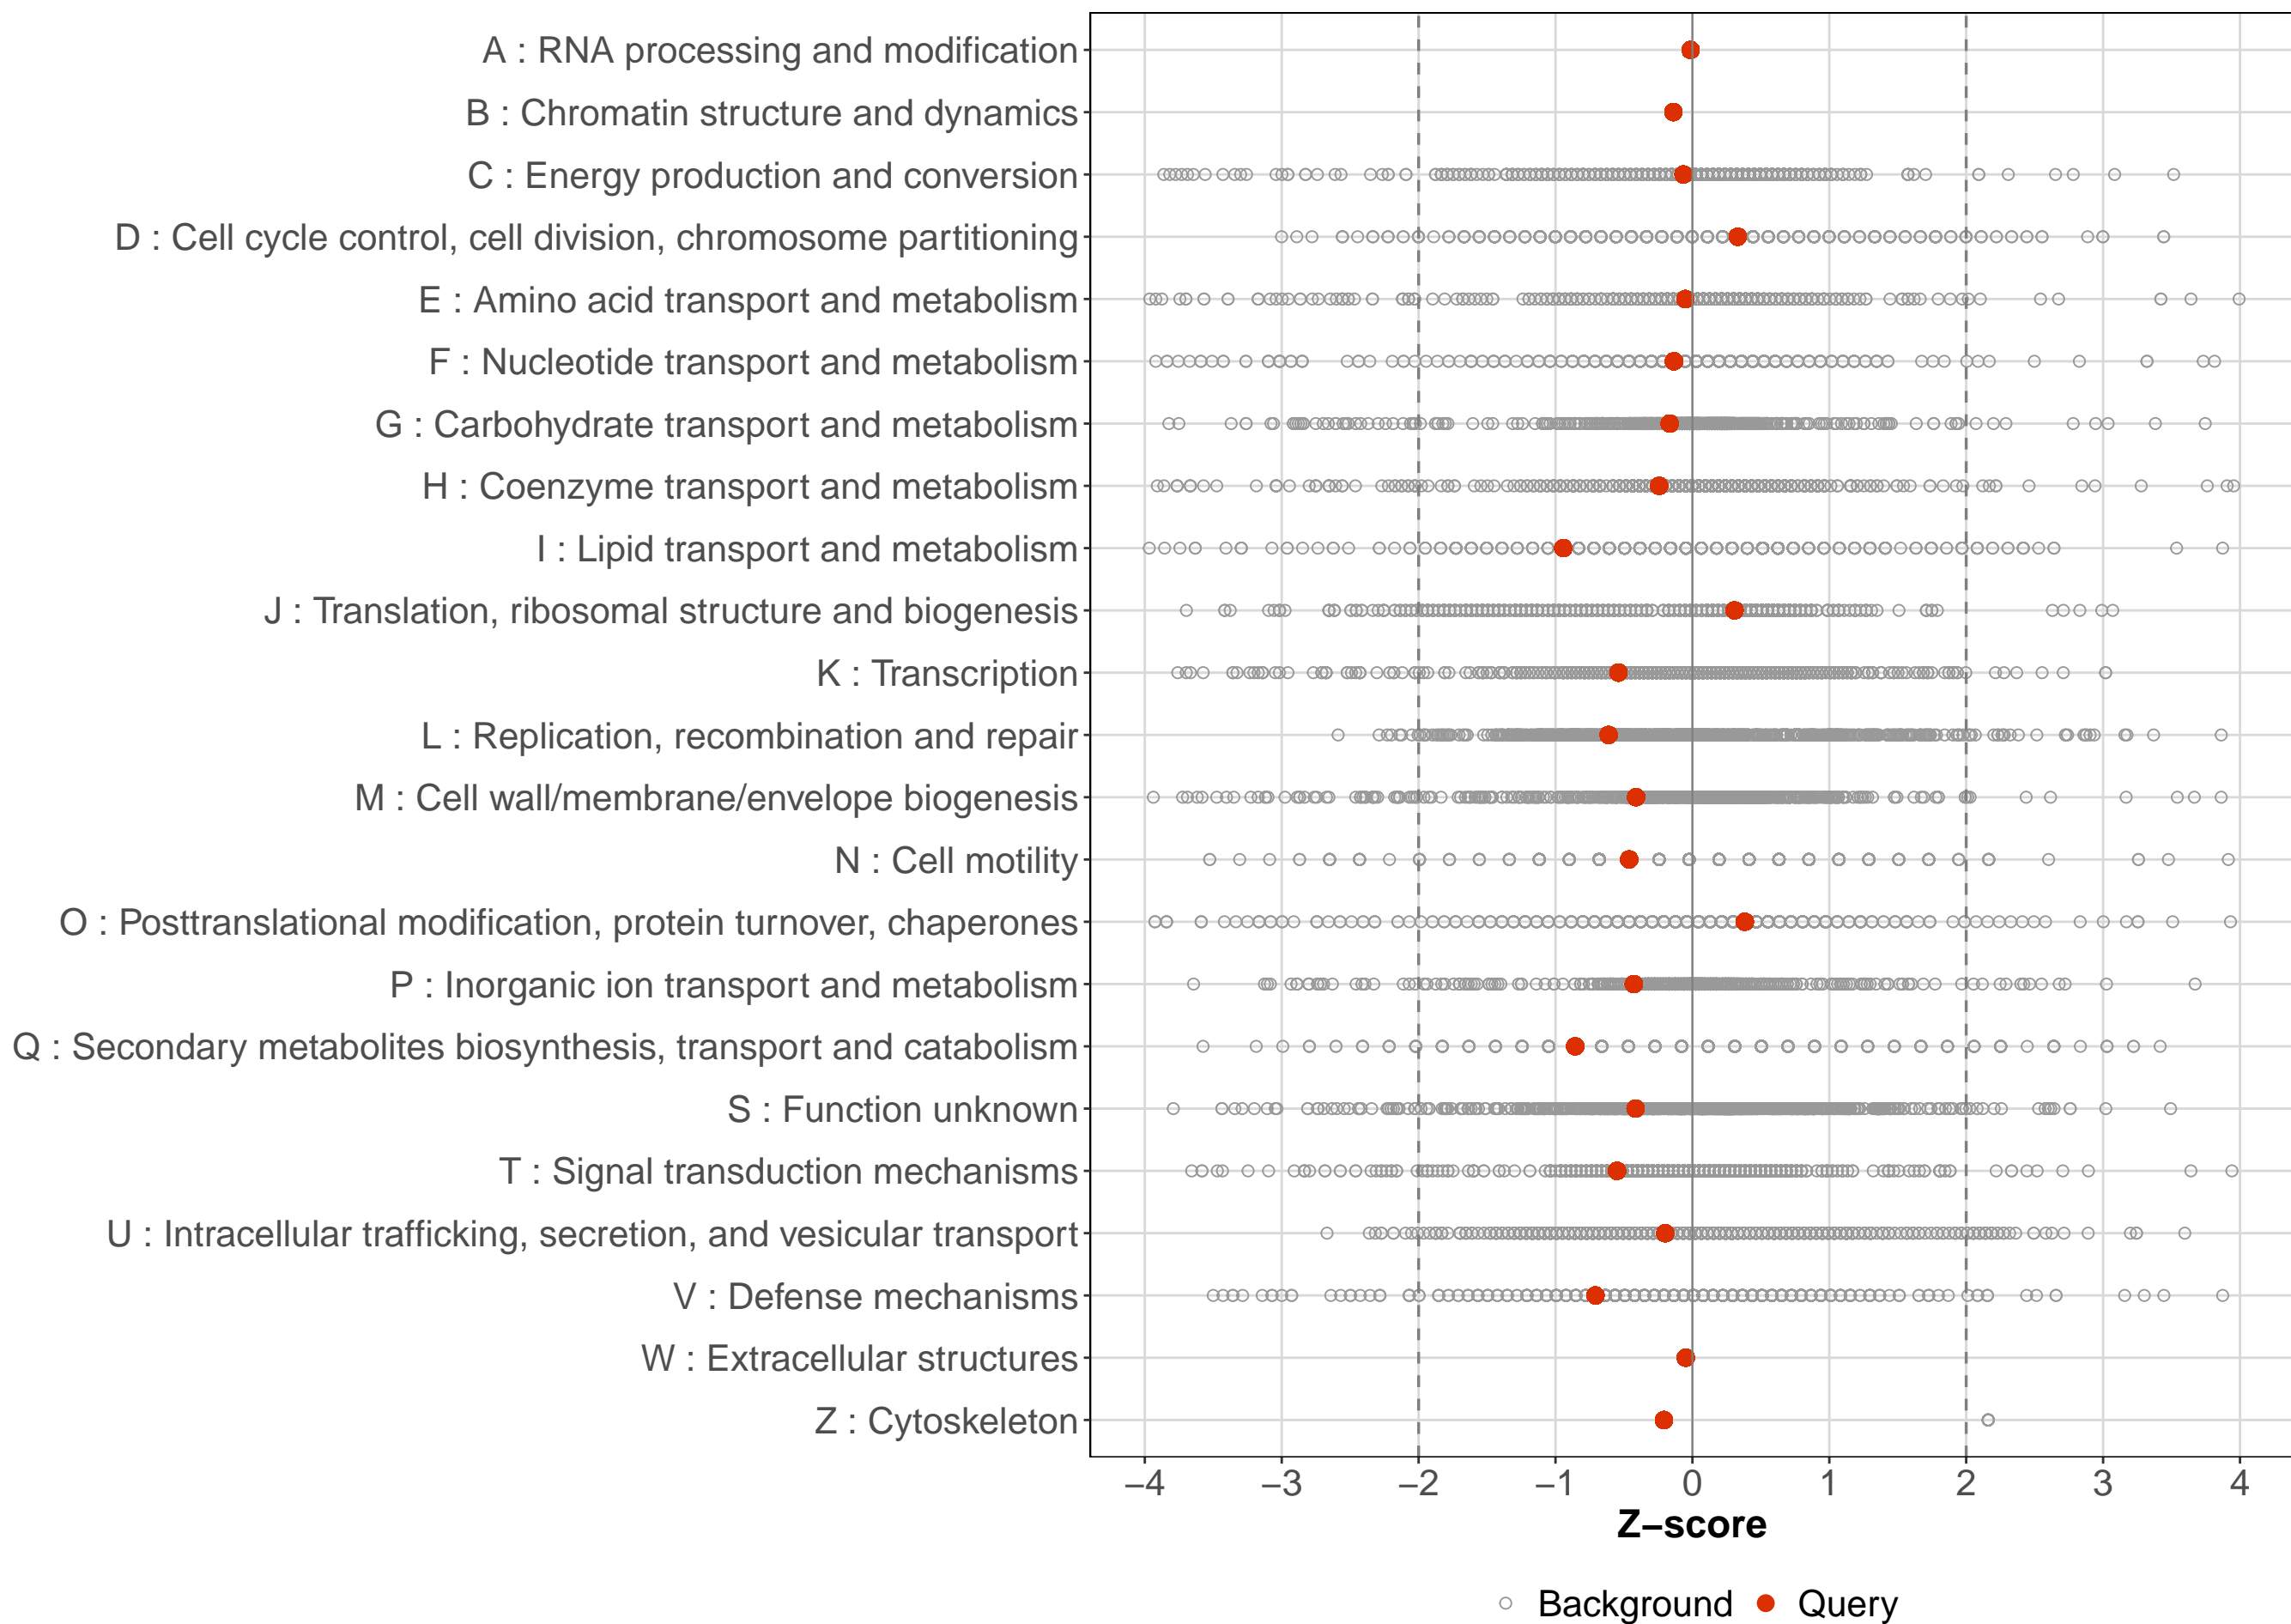 A : RNA processing and modification
B : Chromatin structure and dynamics
C : Energy production and conversion
D : Cell cycle control, cell division, chromosome partitioning
E : Amino acid transport and metabolism
F : Nucleotide transport and metabolism
G : Carbohydrate transport and metabolism
H : Coenzyme transport and metabolism
I : Lipid transport and metabolism
J : Translation, ribosomal structure and biogenesis
K : Transcription
L : Replication, recombination and repair
M : Cell wall/membrane/envelope biogenesis
N : Cell motility
O : Posttranslational modification, protein turnover, chaperones
P : Inorganic ion transport and metabolism
Q : Secondary metabolites biosynthesis, transport and catabolism
S : Function unknown
T : Signal transduction mechanisms
U : Intracellular trafficking, secretion, and vesicular transport
V : Defense mechanisms
W : Extracellular structures
Z : Cytoskeleton
−4 −3 −2 −1 0 1 2 3 4
Z−score
Background Query